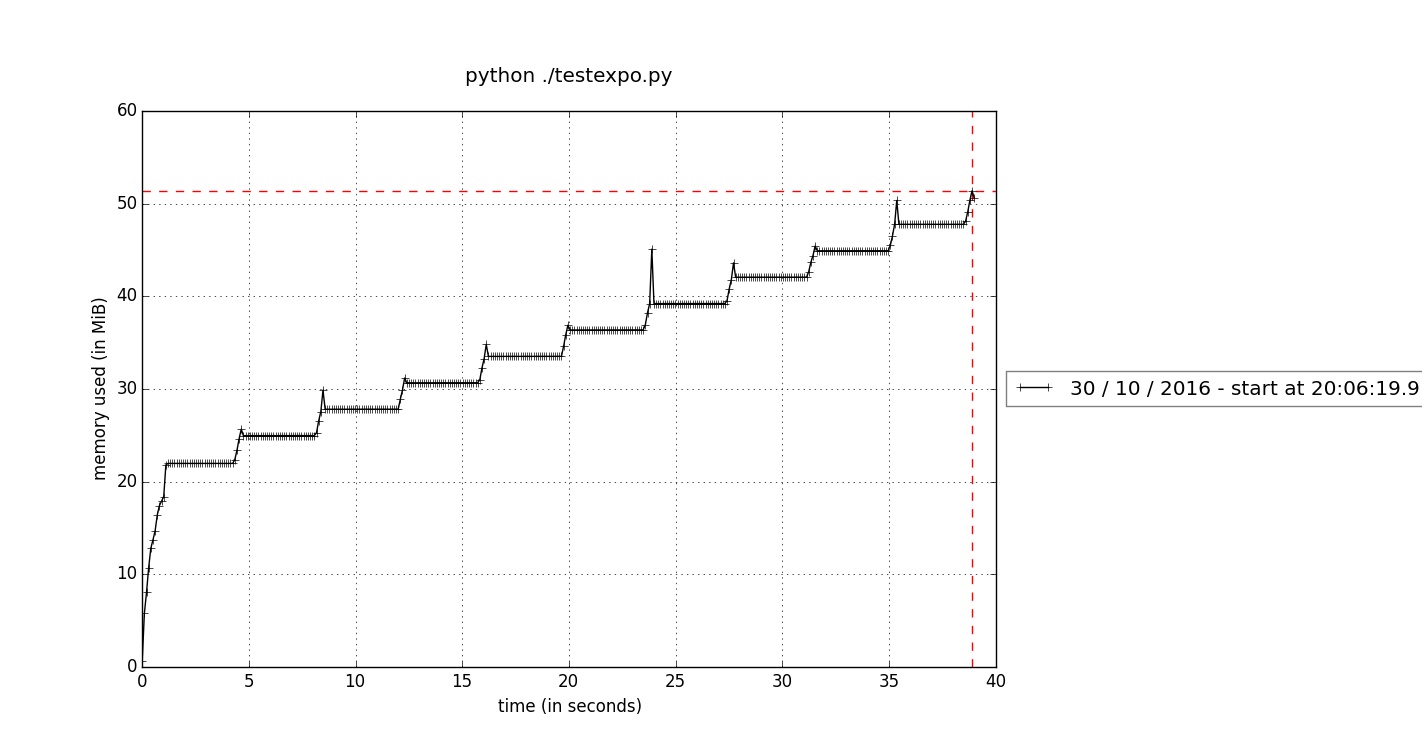 python ./testexpo.py
60
50
40
30
20
10
0
memory used (in MiB)
0 5 10 15 20 25 30 35 40
time (in seconds)
30 / 10 / 2016 - start at 20:06:19.9